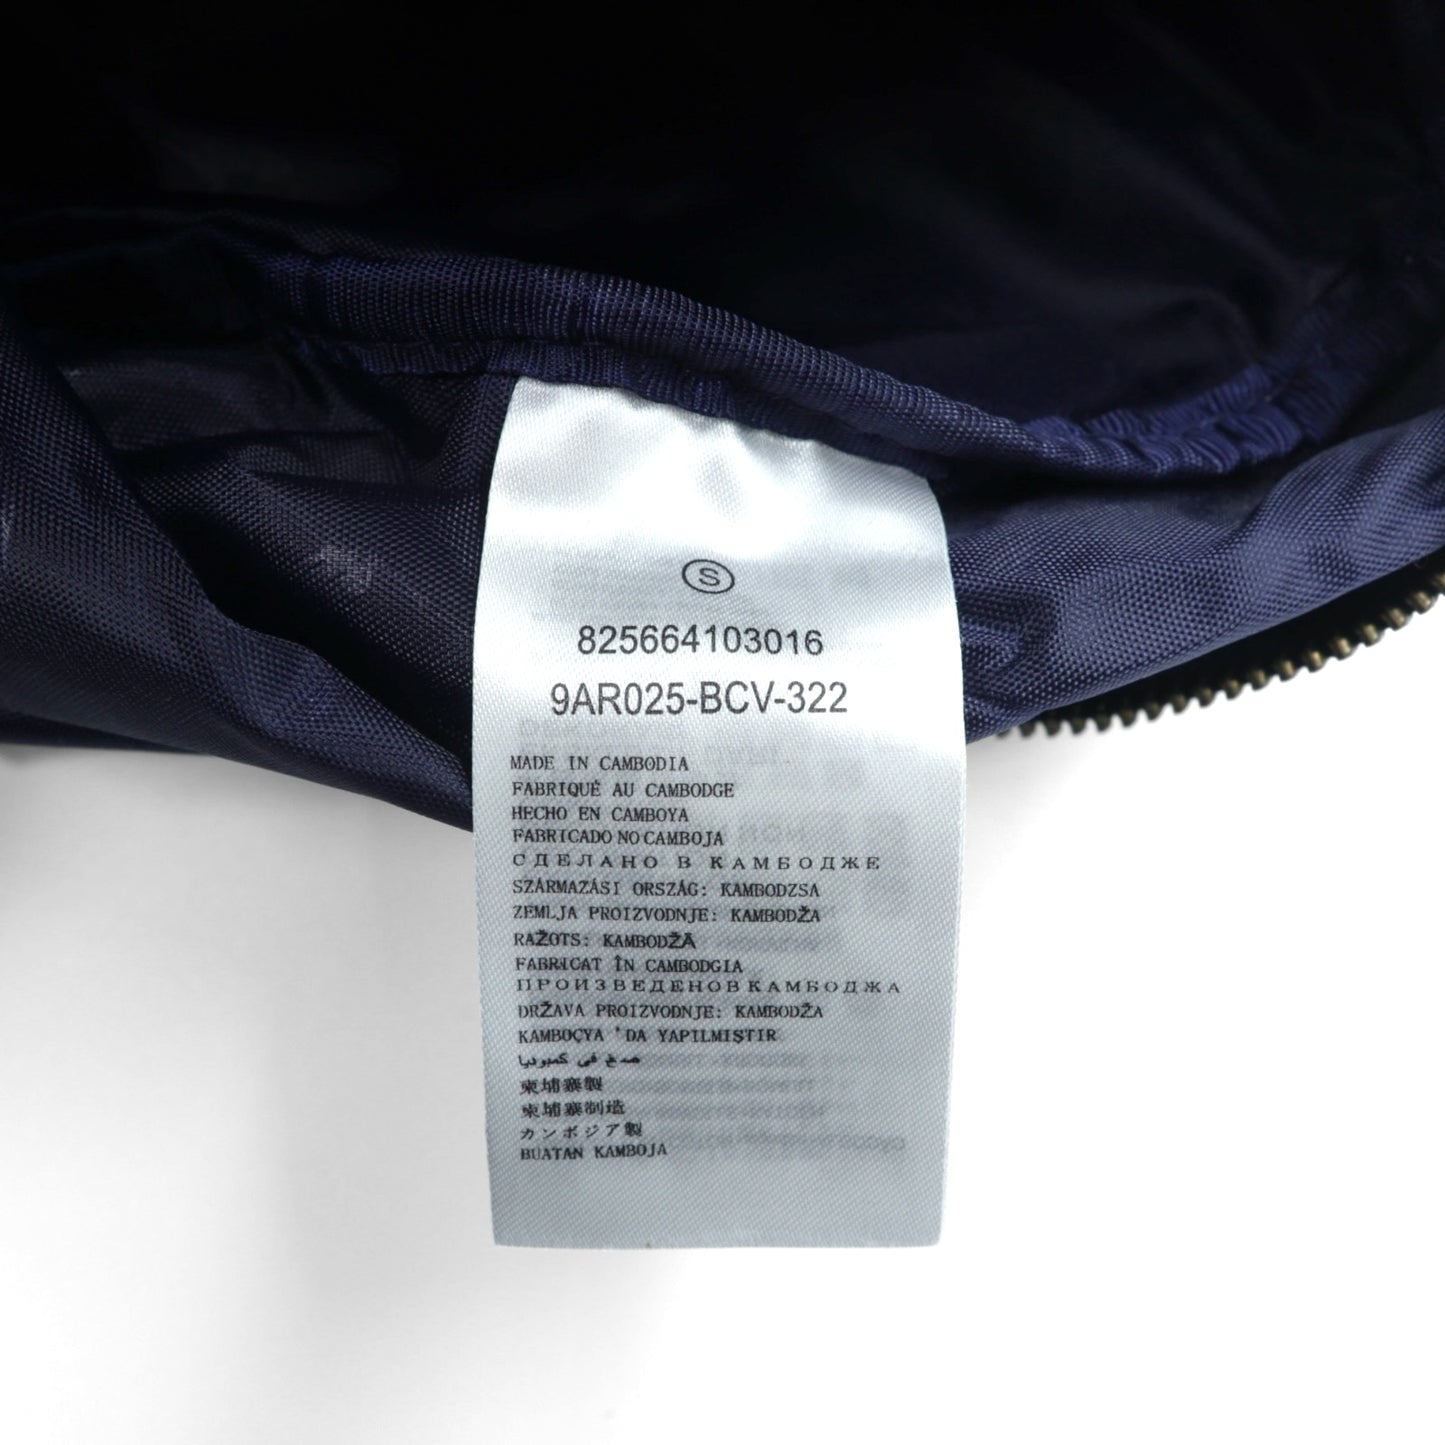 S
825664103016
9AR025-BCV-322
MADE IN CAMBODIA
FABRIQUÉ AU CAMBODGE
HECHO EN CAMBOYA
FABRICADO NO CAMBOJA
СДЕЛАНО В КАМБОДЖЕ
SZÁRMAZÁSI ORSZÁG: KAMBODZSA
ZEMLJA PROIZVODNJE: KAMBODŽA
RAŽOTS: KAMBODŽĀ
FABRICAT ÎN CAMBODGIA
ПРОИЗВЕДЕНО В КАМБОДЖА
DRŽAVA PROIZVODNJE: KAMBODŽA
KAMBOÇYA 'DA YAPILMIŞTIR
في كمبوديا
柬埔寨製
柬埔寨制造
カンボジア製
BUATAN KAMBOJA